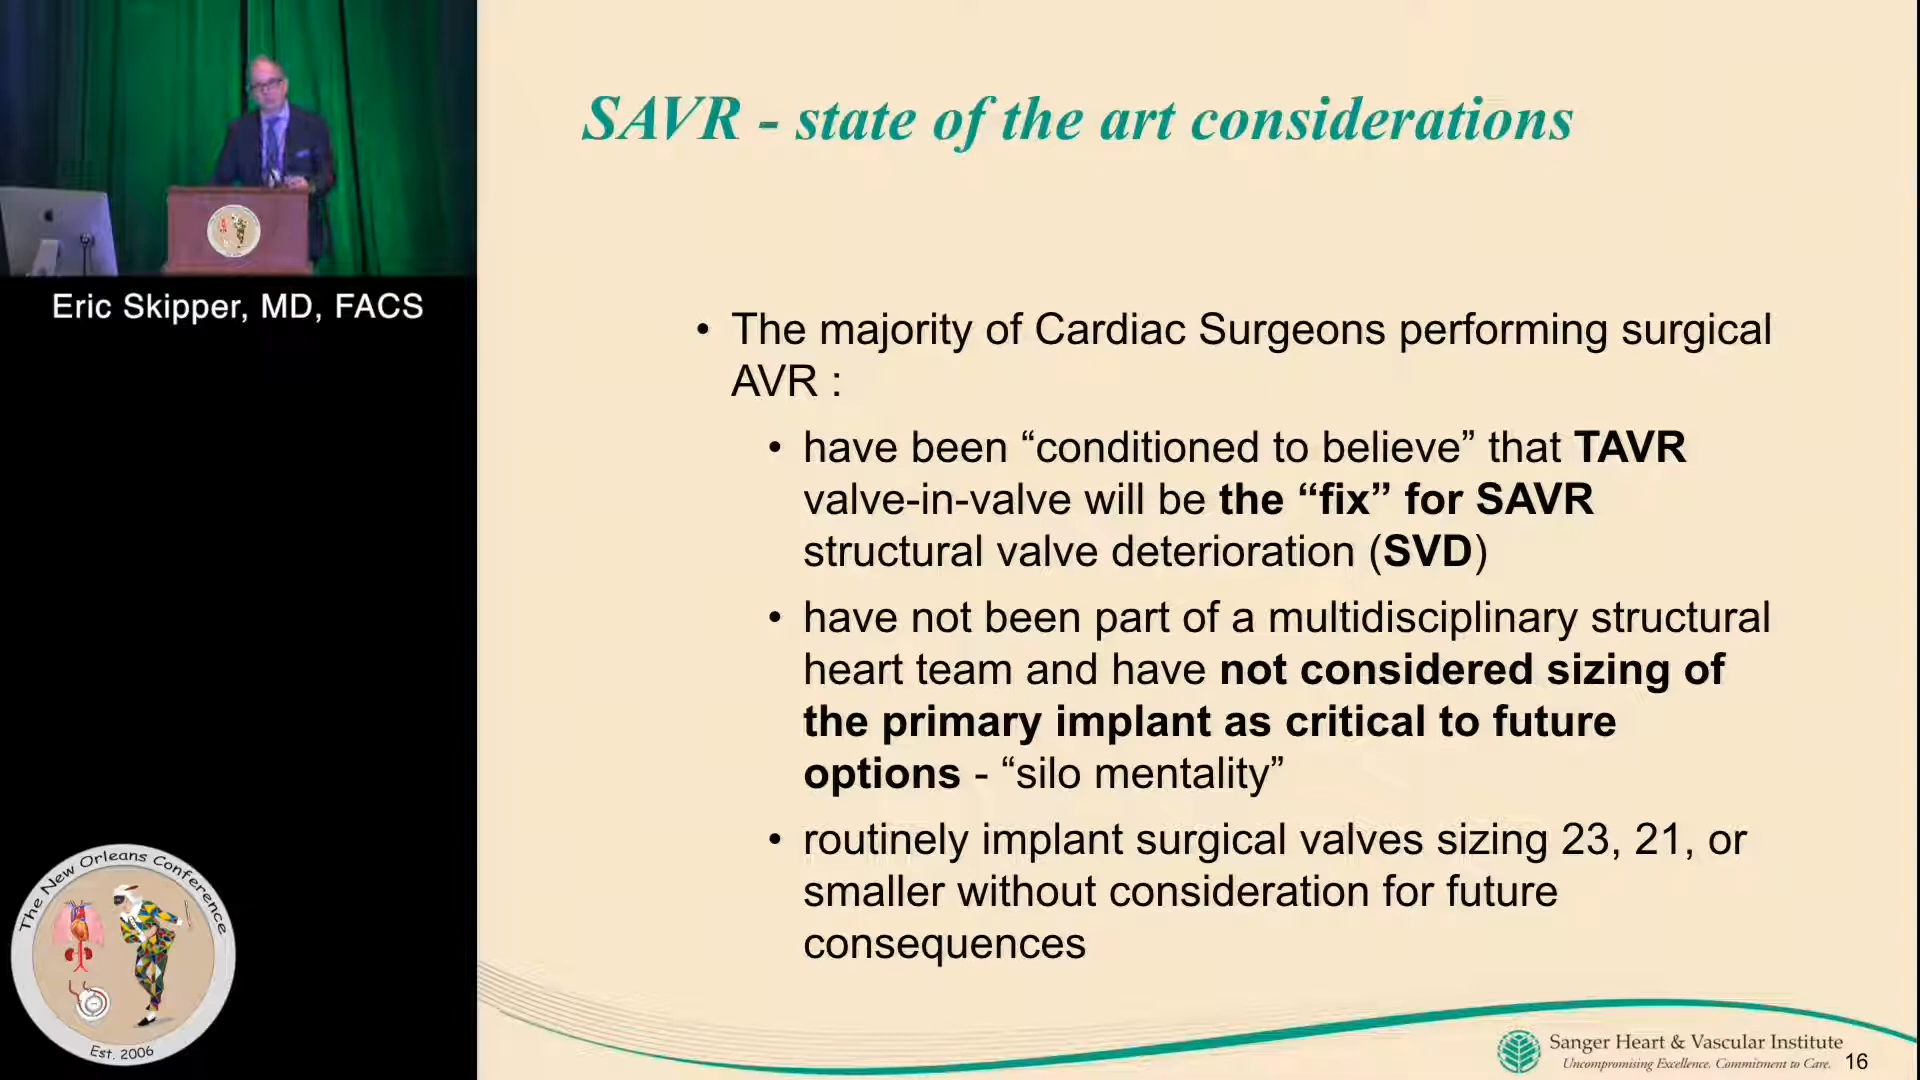 SAVR - state of the art considerations
Eric Skipper, MD, FACS
• The majority of Cardiac Surgeons performing surgical
AVR :
• have been “conditioned to believe” that TAVR
valve-in-valve will be the “fix” for SAVR
structural valve deterioration (SVD)
• have not been part of a multidisciplinary structural
heart team and have not considered sizing of
the primary implant as critical to future
options - “silo mentality”
• routinely implant surgical valves sizing 23, 21, or
smaller without consideration for future
consequences
The New Orleans Conference
Est. 2006
Sanger Heart & Vascular Institute
Uncompromising Excellence. Commitment to Care.
16